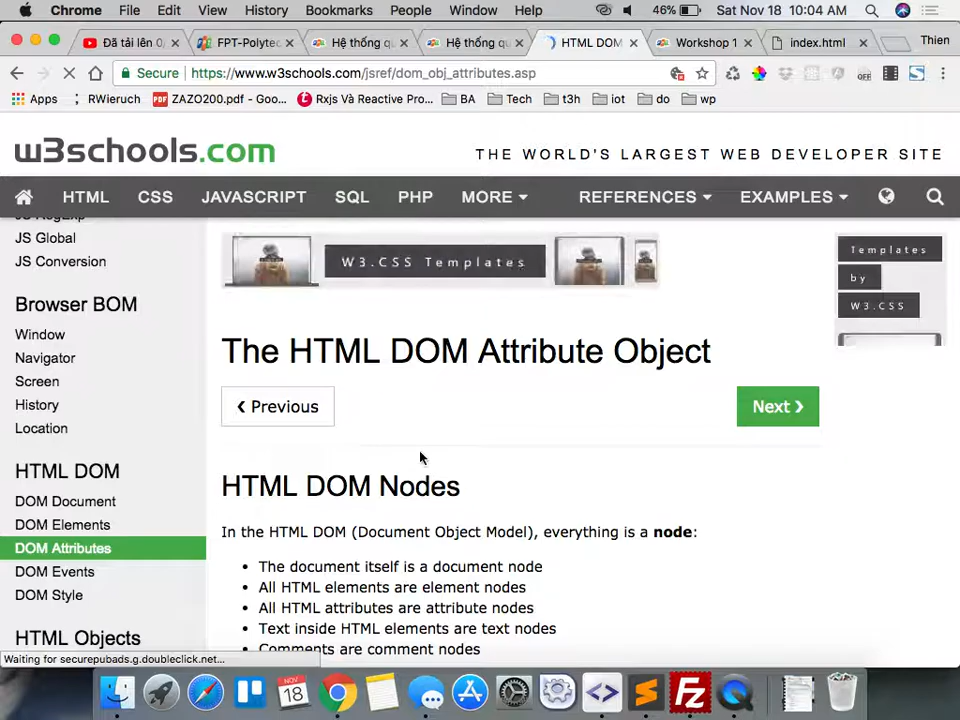 Chrome File Edit View History Bookmarks People Window Help 46% Sat Nov 18 10:04 AM
Đã tải lên () FPT-Polytec Hệ thống q Hệ thống qu HTML DOM Workshop 1 index.html Thien
Secure https://www.w3schools.com/jsref/dom_obj_attributes.asp OFF
Apps RWieruch PDF ZAZO200.pdf - Goo... Rxjs Và Reactive Pro... BA Tech t3h iot do wp
w3schools.com THE WORLD'S LARGEST WEB DEVELOPER SITE
HTML CSS JAVASCRIPT SQL PHP MORE REFERENCES EXAMPLES
JS RegExp
JS Global
JS Conversion
Browser BOM
Window
Navigator
Screen
History
Location
HTML DOM
DOM Document
DOM Elements
DOM Attributes
DOM Events
DOM Style
HTML Objects
W3.CSS Templates
Templates
by
W3.CSS
The HTML DOM Attribute Object
❮ Previous
Next ❯
HTML DOM Nodes
In the HTML DOM (Document Object Model), everything is a node:
• The document itself is a document node
• All HTML elements are element nodes
• All HTML attributes are attribute nodes
• Text inside HTML elements are text nodes
• Comments are comment nodes
Waiting for securepubads.g.doubleclick.net...
NOV
18
Fz